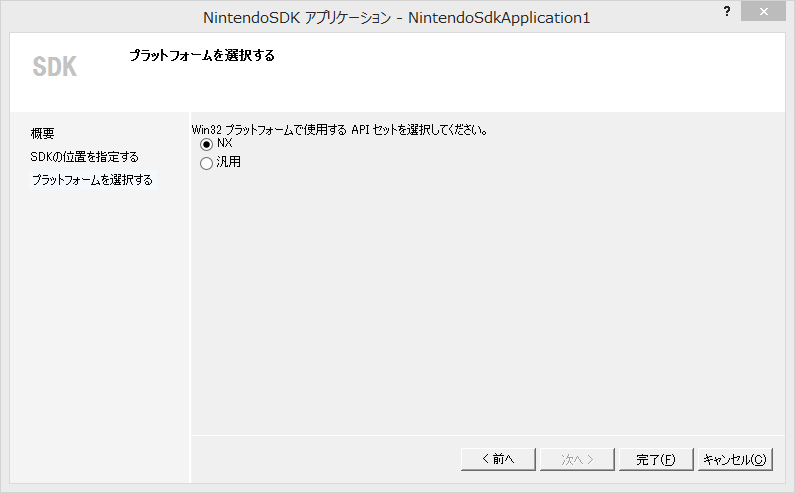 NintendoSDK アプリケーション - NintendoSdkApplication1
?
×
SDK
プラットフォームを選択する
概要
SDKの位置を指定する
プラットフォームを選択する
Win32 プラットフォームで使用する API セットを選択してください。
NX
汎用
< 前へ
次へ >
完了(F)
キャンセル(C)